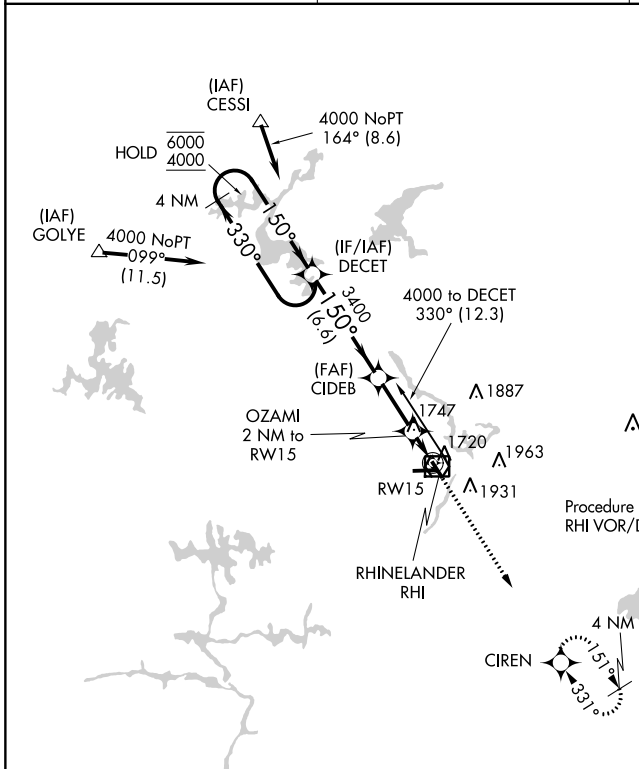 (IAF)
CESSI
4000 NoPT
164° (8.6)
HOLD
6000
4000
4 NM
150°
330°
(IAF)
GOLYE
4000 NoPT
099°
(11.5)
(IF/IAF)
DECET
3400
150°
(6.6)
4000 to DECET
330° (12.3)
(FAF)
CIDEB
1887
1747
OZAMI
2 NM to
RW15
1720
1963
RW15
1931
Procedure
RHI VOR/D
RHINELANDER
RHI
4 NM
CIREN
151°
331°